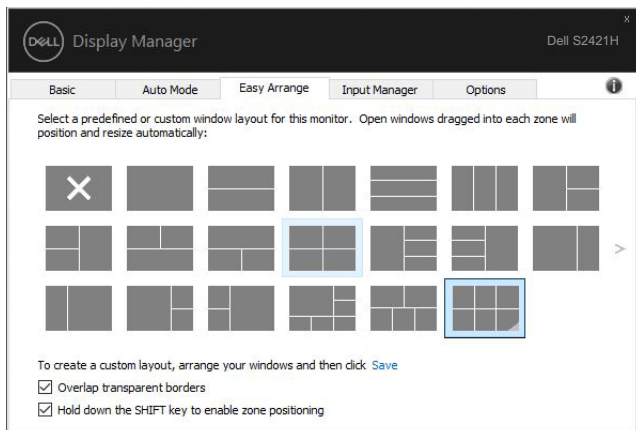 x
DELL Display Manager
Dell S2421H
Basic Auto Mode Easy Arrange Input Manager Options
Select a predefined or custom window layout for this monitor. Open windows dragged into each zone will
position and resize automatically:
To create a custom layout, arrange your windows and then click Save
Overlap transparent borders
Hold down the SHIFT key to enable zone positioning